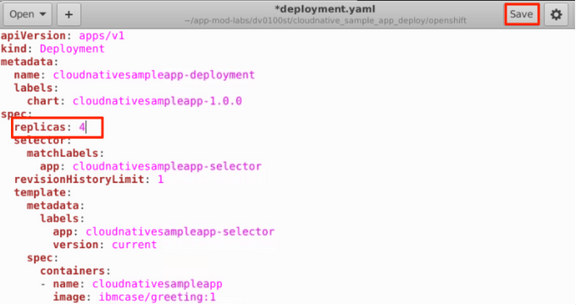 Open
+
*deployment.yaml
~/app-mod-labs/dv0100st/cloudnative_sample_app_deploy/openshift
Save
apiVersion: apps/v1
kind: Deployment
metadata:
  name: cloudnativesampleapp-deployment
  labels:
    chart: cloudnativesampleapp-1.0.0
spec:
  replicas: 4
  selector:
    matchLabels:
      app: cloudnativesampleapp-selector
  revisionHistoryLimit: 1
  template:
    metadata:
      labels:
        app: cloudnativesampleapp-selector
        version: current
    spec:
      containers:
      - name: cloudnativesampleapp
        image: ibmcase/greeting:1